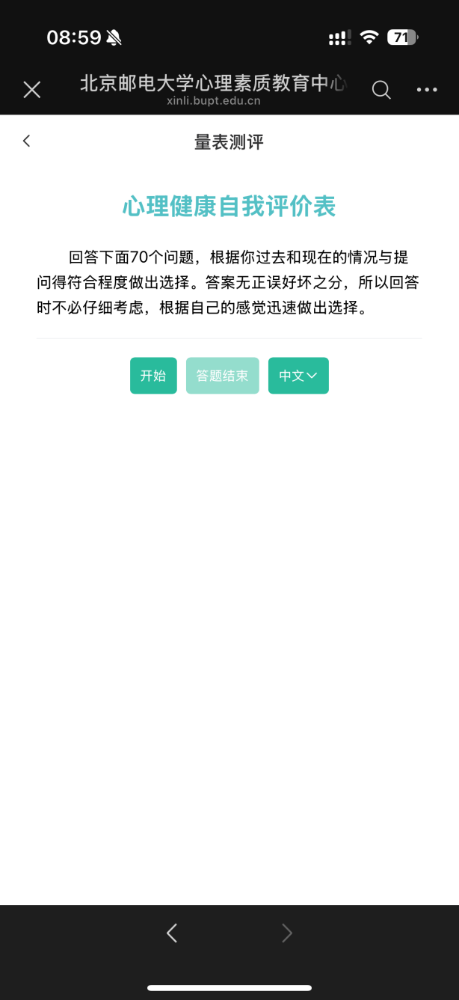 08:59
71
北京邮电大学心理素质教育中心
xinli.bupt.edu.cn
量表测评
心理健康自我评价表
回答下面70个问题，根据你过去和现在的情况与提
问得符合程度做出选择。答案无正误好坏之分，所以回答
时不必仔细考虑，根据自己的感觉迅速做出选择。
开始 答题结束 中文